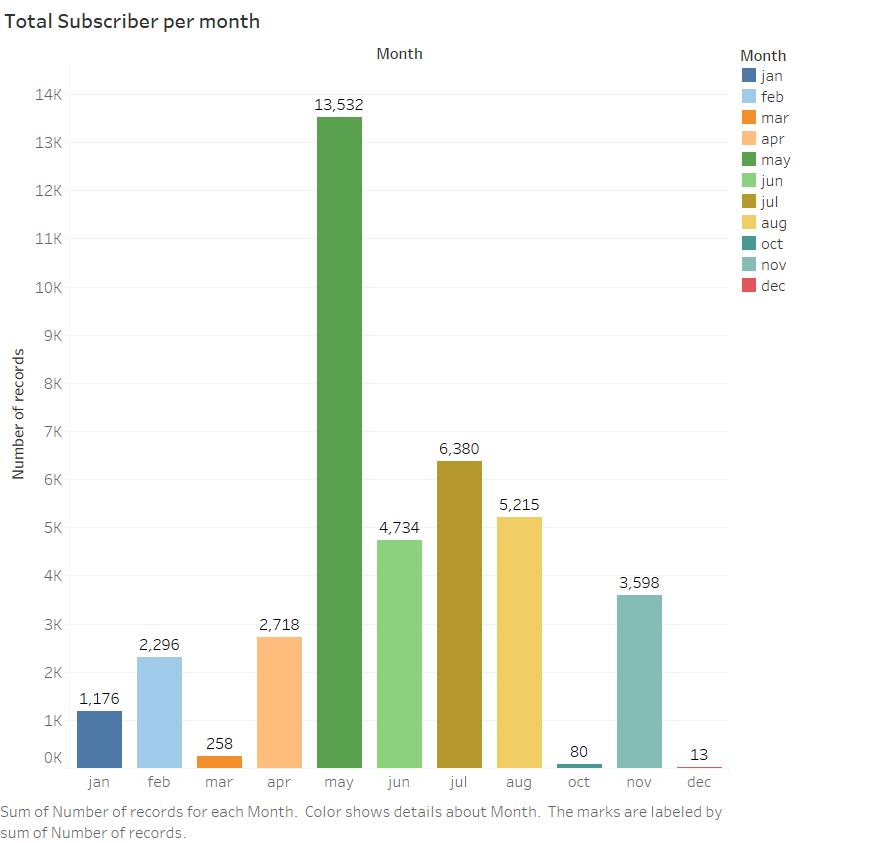 Total Subscriber per month
Month
Month
jan
feb
mar
apr
may
jun
jul
aug
oct
nov
dec
Number of records
14K
13K
12K
11K
10K
9K
8K
7K
6K
5K
4K
3K
2K
1K
0K
1,176
2,296
258
2,718
13,532
4,734
6,380
5,215
80
3,598
13
jan feb mar apr may jun jul aug oct nov dec
Sum of Number of records for each Month. Color shows details about Month. The marks are labeled by
sum of Number of records.